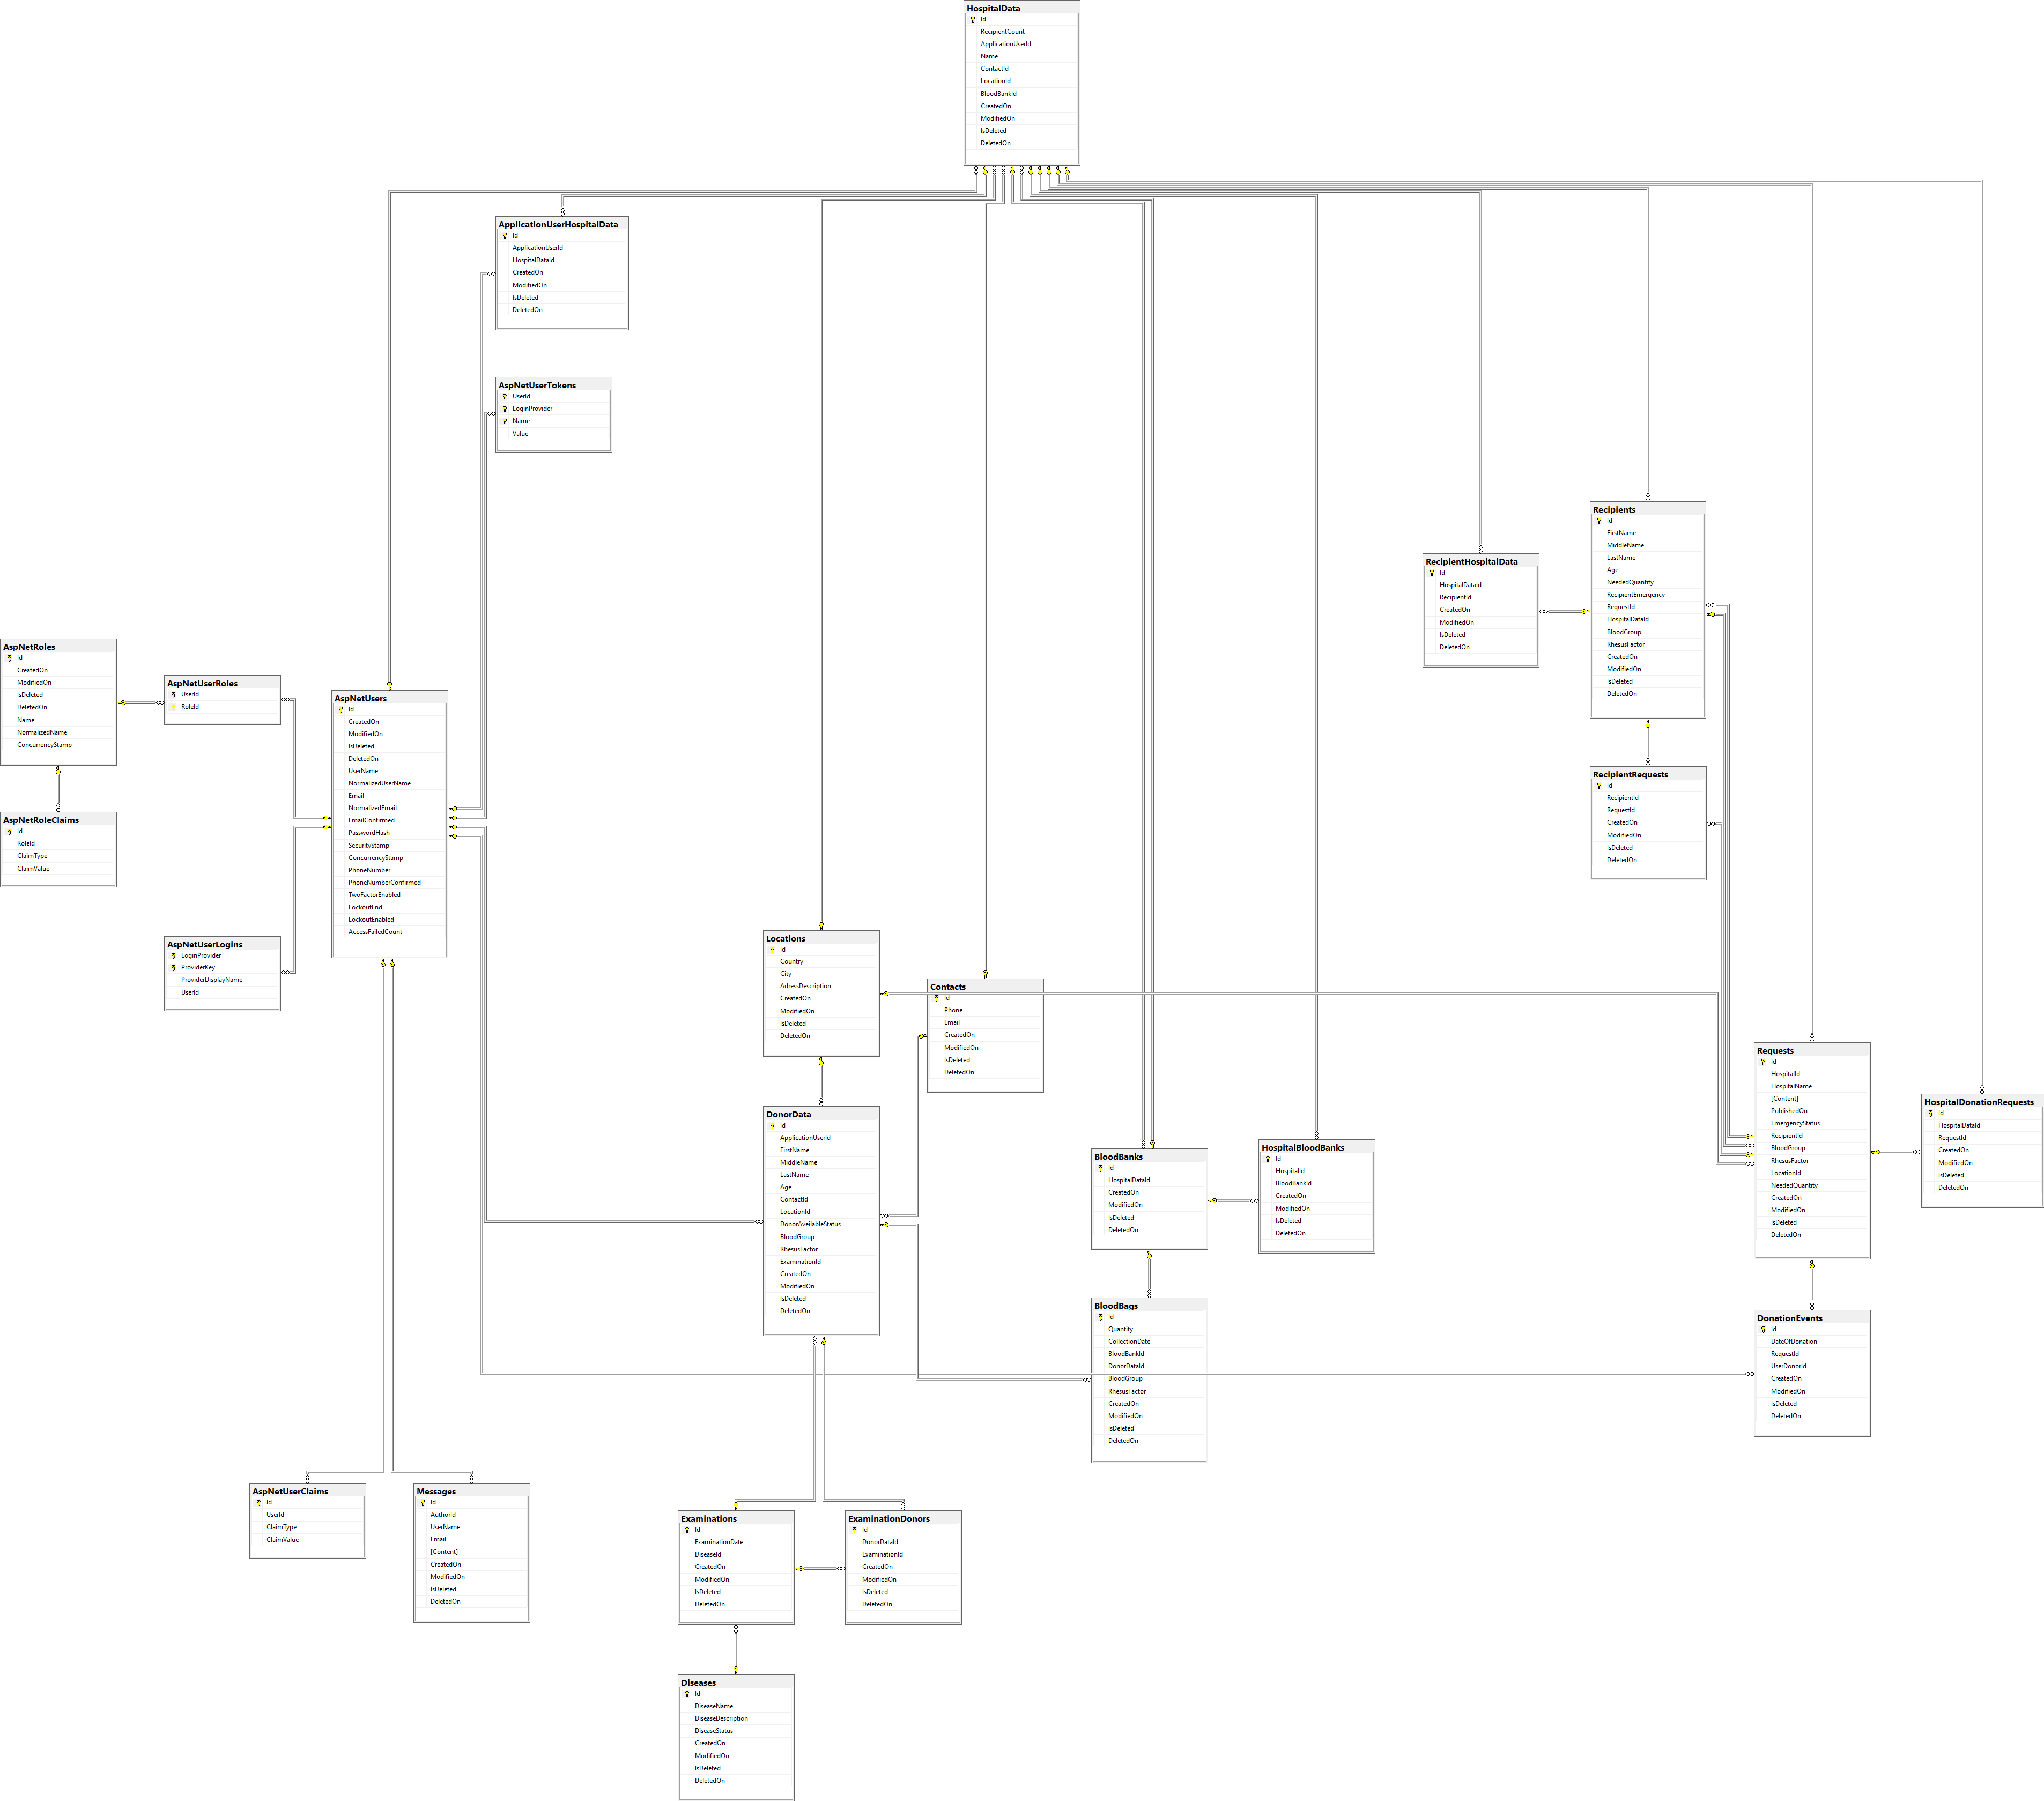 HospitalData
Id
RecipientCount
ApplicationUserId
Name
ContactId
LocationId
BloodBankId
CreatedOn
ModifiedOn
IsDeleted
DeletedOn
ApplicationUserHospitalData
Id
ApplicationUserId
HospitalDataId
CreatedOn
ModifiedOn
IsDeleted
DeletedOn
AspNetUserTokens
UserId
LoginProvider
Name
Value
Recipients
Id
FirstName
MiddleName
LastName
Age
NeededQuantity
RecipientEmergency
RequestId
HospitalDataId
BloodGroup
RhesusFactor
CreatedOn
ModifiedOn
IsDeleted
DeletedOn
RecipientHospitalData
Id
HospitalDataId
RecipientId
CreatedOn
ModifiedOn
IsDeleted
DeletedOn
AspNetRoles
Id
CreatedOn
ModifiedOn
IsDeleted
DeletedOn
Name
NormalizedName
ConcurrencyStamp
AspNetUserRoles
UserId
RoleId
AspNetUsers
Id
CreatedOn
ModifiedOn
IsDeleted
DeletedOn
UserName
NormalizedUserName
Email
NormalizedEmail
EmailConfirmed
PasswordHash
SecurityStamp
ConcurrencyStamp
PhoneNumber
PhoneNumberConfirmed
TwoFactorEnabled
LockoutEnd
LockoutEnabled
AccessFailedCount
RecipientRequests
Id
RecipientId
RequestId
CreatedOn
ModifiedOn
IsDeleted
DeletedOn
AspNetRoleClaims
Id
RoleId
ClaimType
ClaimValue
AspNetUserLogins
LoginProvider
ProviderKey
ProviderDisplayName
UserId
Locations
Id
Country
City
AdressDescription
CreatedOn
ModifiedOn
IsDeleted
DeletedOn
Contacts
Id
Phone
Email
CreatedOn
ModifiedOn
IsDeleted
DeletedOn
Requests
Id
HospitalId
HospitalName
[Content]
PublishedOn
EmergencyStatus
RecipientId
BloodGroup
RhesusFactor
LocationId
NeededQuantity
CreatedOn
ModifiedOn
IsDeleted
DeletedOn
HospitalDonationRequests
Id
HospitalDataId
RequestId
CreatedOn
ModifiedOn
IsDeleted
DeletedOn
DonorData
Id
ApplicationUserId
FirstName
MiddleName
LastName
Age
ContactId
LocationId
DonorAveilableStatus
BloodGroup
RhesusFactor
ExaminationId
CreatedOn
ModifiedOn
IsDeleted
DeletedOn
BloodBanks
Id
HospitalDataId
CreatedOn
ModifiedOn
IsDeleted
DeletedOn
HospitalBloodBanks
Id
HospitalId
BloodBankId
CreatedOn
ModifiedOn
IsDeleted
DeletedOn
BloodBags
Id
Quantity
CollectionDate
BloodBankId
DonorDataId
BloodGroup
RhesusFactor
CreatedOn
ModifiedOn
IsDeleted
DeletedOn
DonationEvents
Id
DateOfDonation
RequestId
UserDonorId
CreatedOn
ModifiedOn
IsDeleted
DeletedOn
AspNetUserClaims
Id
UserId
ClaimType
ClaimValue
Messages
Id
AuthorId
UserName
Email
[Content]
CreatedOn
ModifiedOn
IsDeleted
DeletedOn
Examinations
Id
ExaminationDate
DiseaseId
CreatedOn
ModifiedOn
IsDeleted
DeletedOn
ExaminationDonors
Id
DonorDataId
ExaminationId
CreatedOn
ModifiedOn
IsDeleted
DeletedOn
Diseases
Id
DiseaseName
DiseaseDescription
DiseaseStatus
CreatedOn
ModifiedOn
IsDeleted
DeletedOn